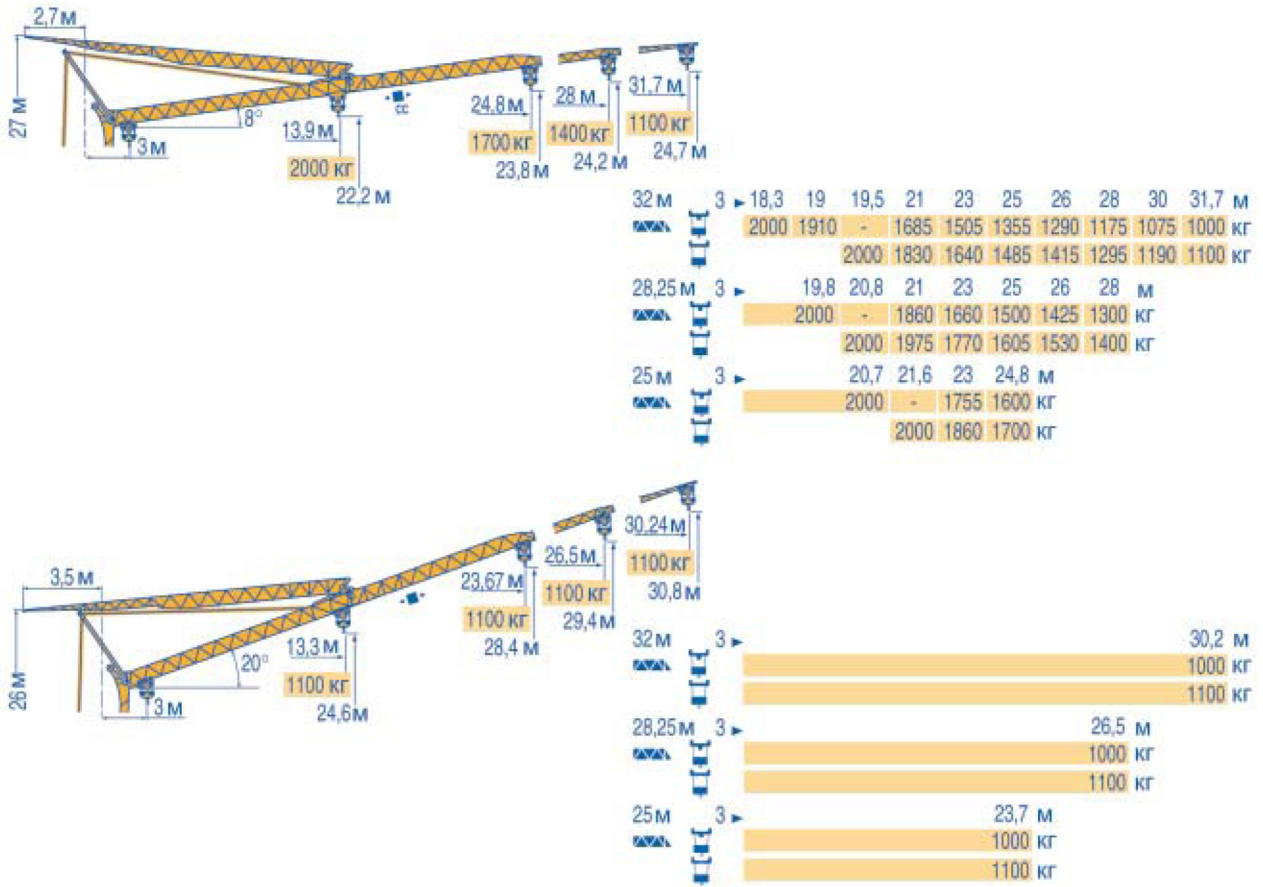 2,7 м
27 м
8°
3 м
13,9 м
2000 кг
22,2 м
сс
24,8 м
1700 кг
23,8 м
28 м
1400 кг
24,2 м
31,7 м
1100 кг
24,7 м
32 м 3 ► 18,3 19 19,5 21 23 25 26 28 30 31,7 м
2000 1910 - 1685 1505 1355 1290 1175 1075 1000 кг
2000 1830 1640 1485 1415 1295 1190 1100 кг
28,25 м 3 ► 19,8 20,8 21 23 25 26 28 м
2000 - 1860 1660 1500 1425 1300 кг
2000 1975 1770 1605 1530 1400 кг
25 м 3 ► 20,7 21,6 23 24,8 м
2000 - 1755 1600 кг
2000 1860 1700 кг
3,5 м
26 м
20°
3 м
13,3 м
1100 кг
24,6 м
23,67 м
1100 кг
28,4 м
26,5 м
1100 кг
29,4 м
30,24 м
1100 кг
30,8 м
32 м 3 ► 30,2 м
1000 кг
1100 кг
28,25 м 3 ► 26,5 м
1000 кг
1100 кг
25 м 3 ► 23,7 м
1000 кг
1100 кг